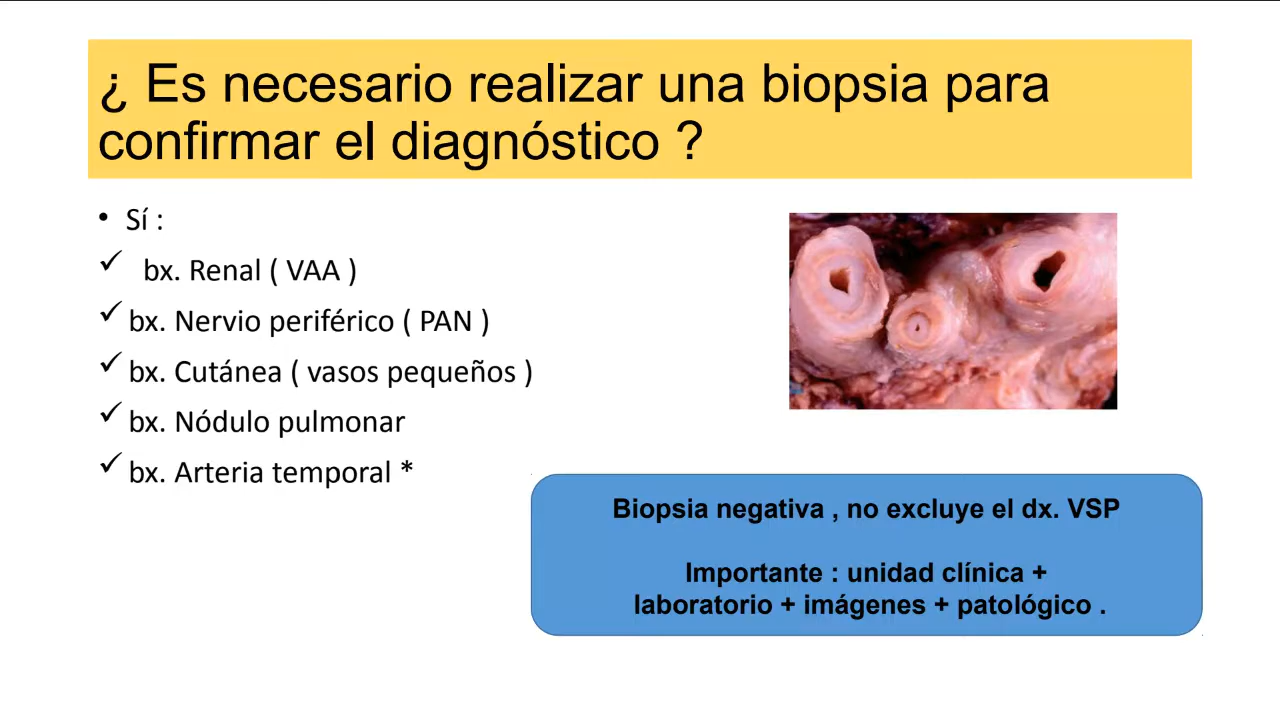 ¿ Es necesario realizar una biopsia para
confirmar el diagnóstico ?
• Sí :
✓ bx. Renal ( VAA )
✓ bx. Nervio periférico ( PAN )
✓ bx. Cutánea ( vasos pequeños )
✓ bx. Nódulo pulmonar
✓ bx. Arteria temporal *
Biopsia negativa , no excluye el dx. VSP
Importante : unidad clínica +
laboratorio + imágenes + patológico .